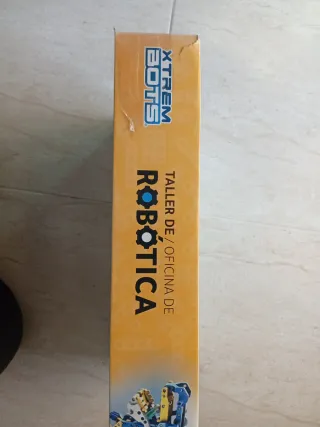 XTREM
BOTS
TALLER DE / OFICINA DE
ROBÓTICA